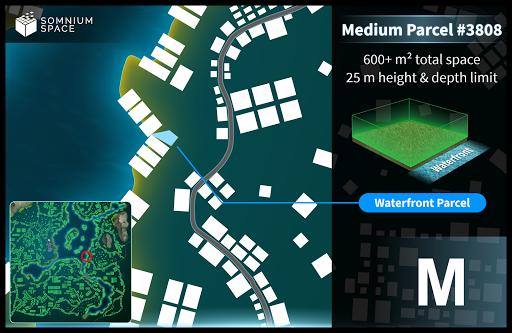 SOMNIUM
SPACE
Medium Parcel #3808
600+ m² total space
25 m height & depth limit
Waterfront
Waterfront Parcel
M